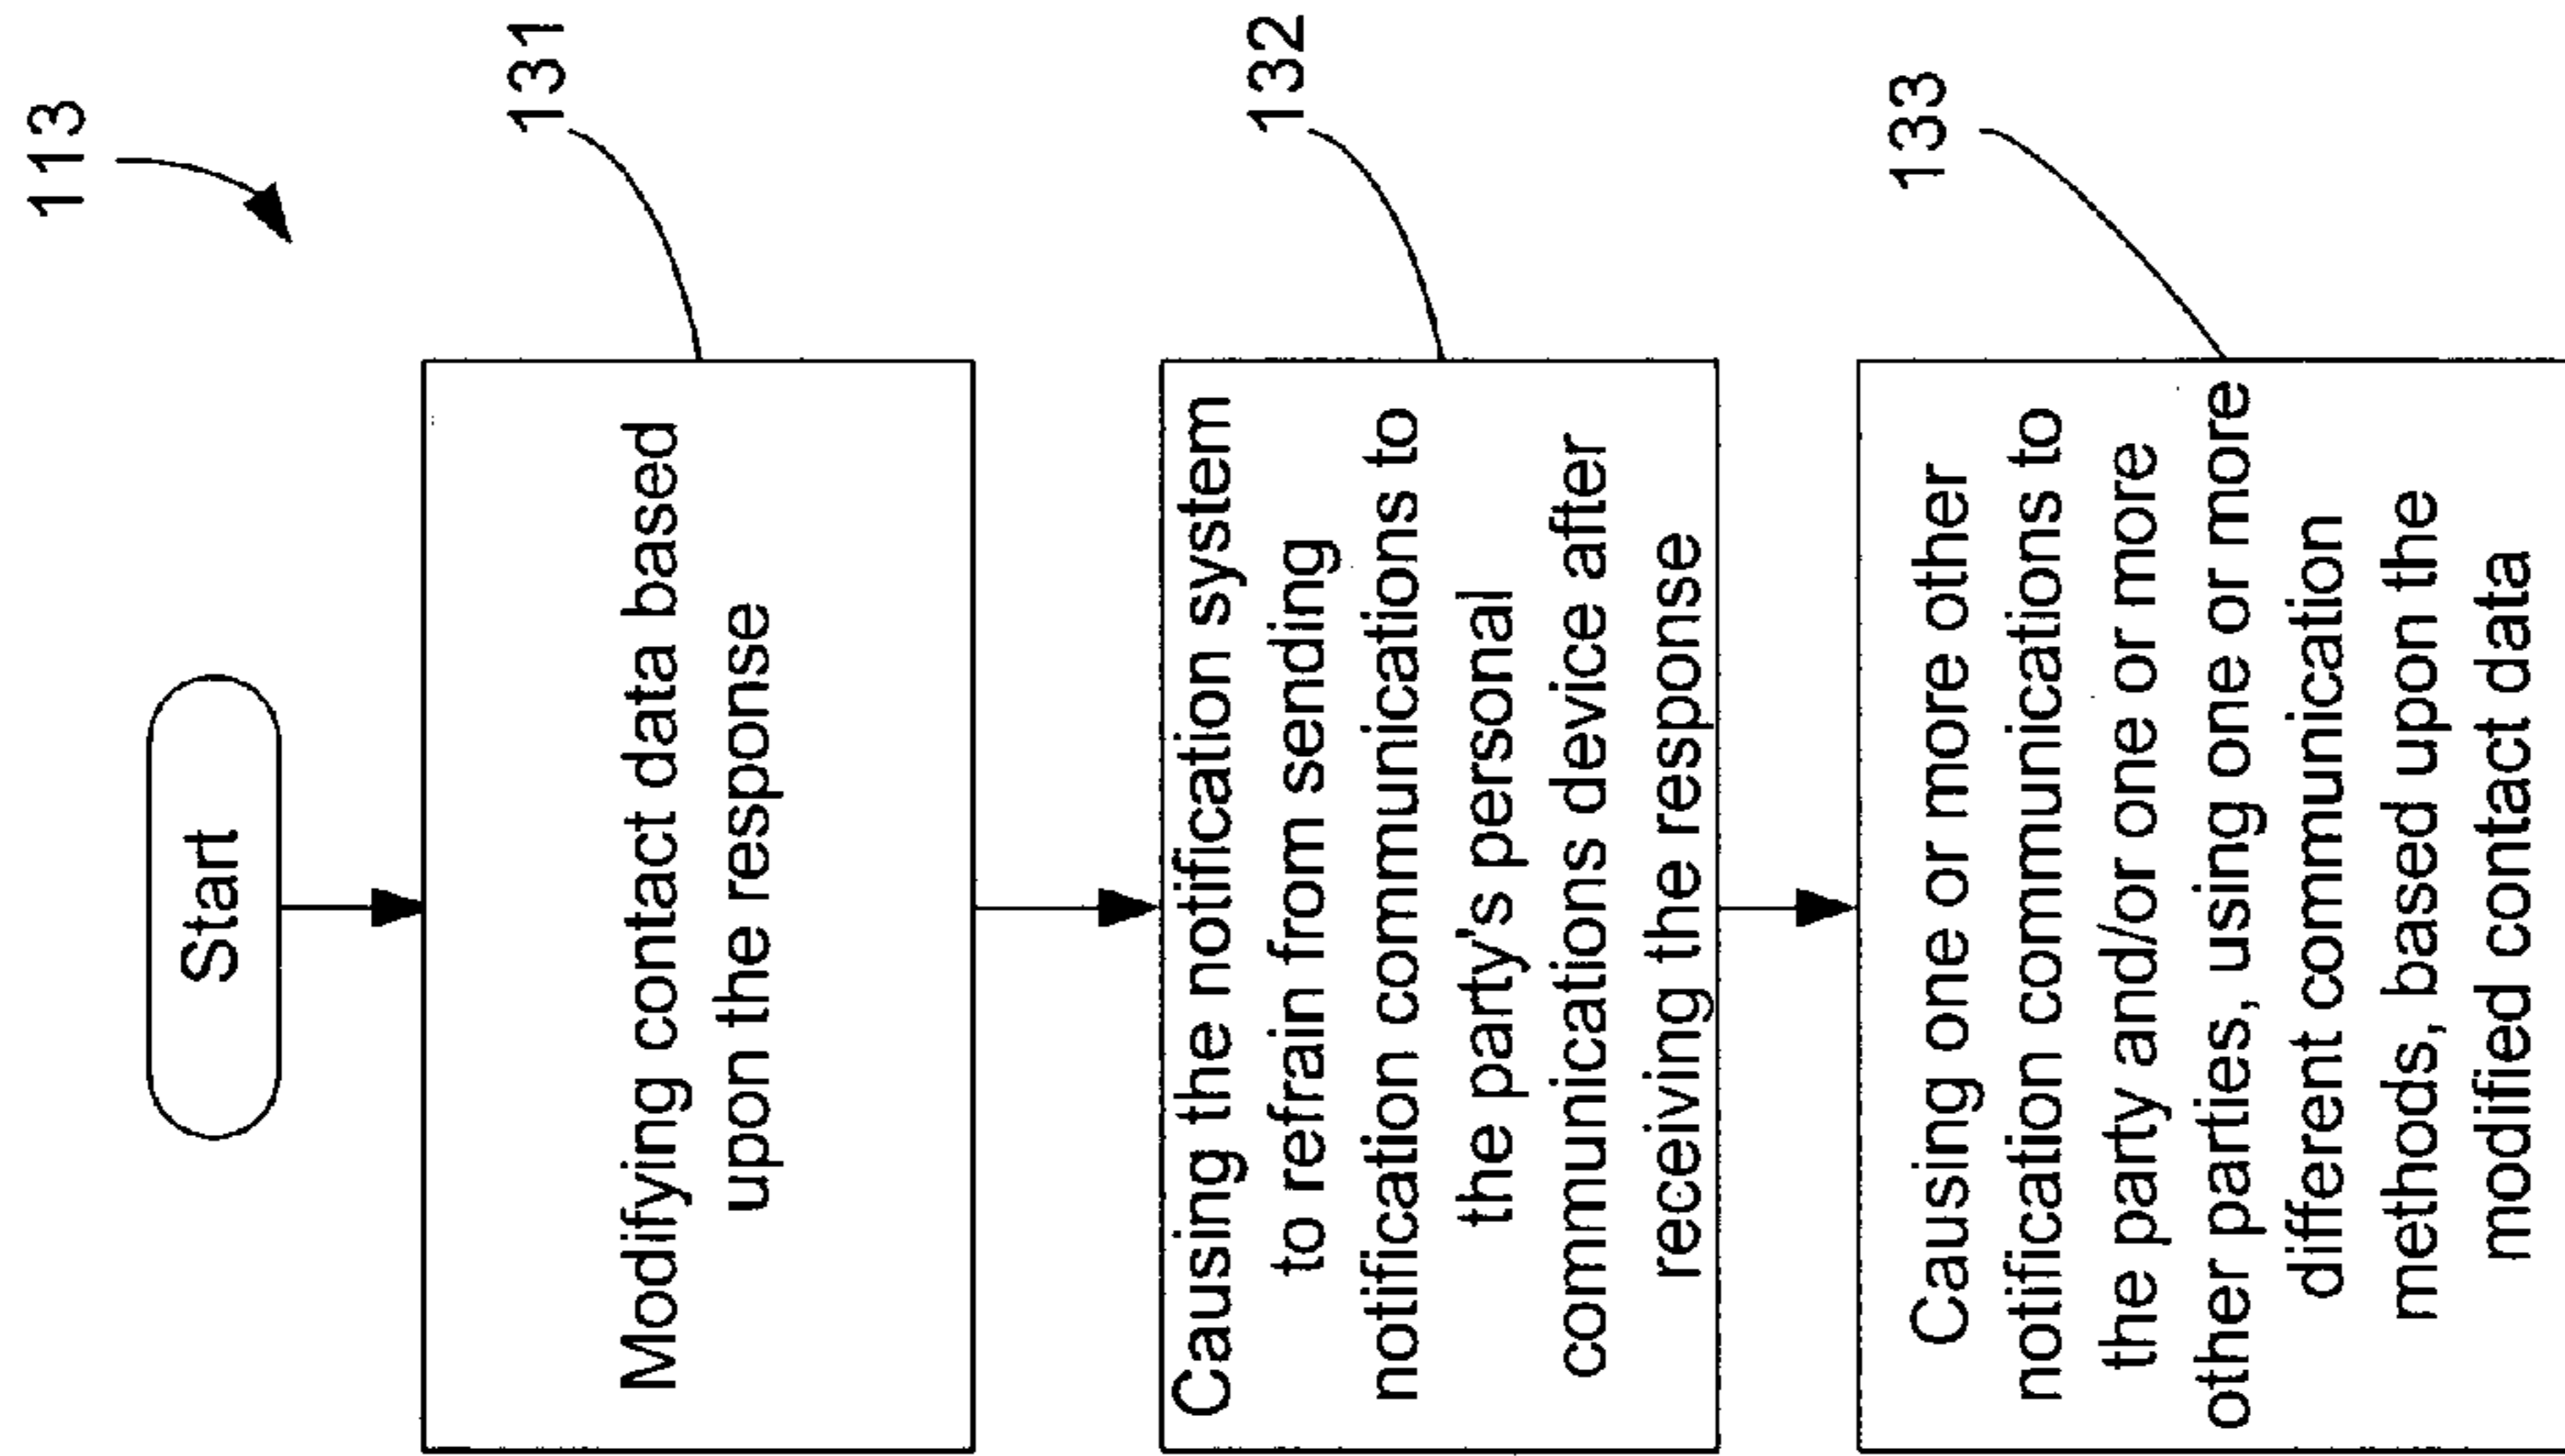 113
Start
131
Modifying contact data based
upon the response
132
Causing the notification system
to refrain from sending
notification communications to
the party's personal
communications device after
receiving the response
133
Causing one or more other
notification communications to
the party and/or one or more
other parties, using one or more
different communication
methods, based upon the
modified contact data